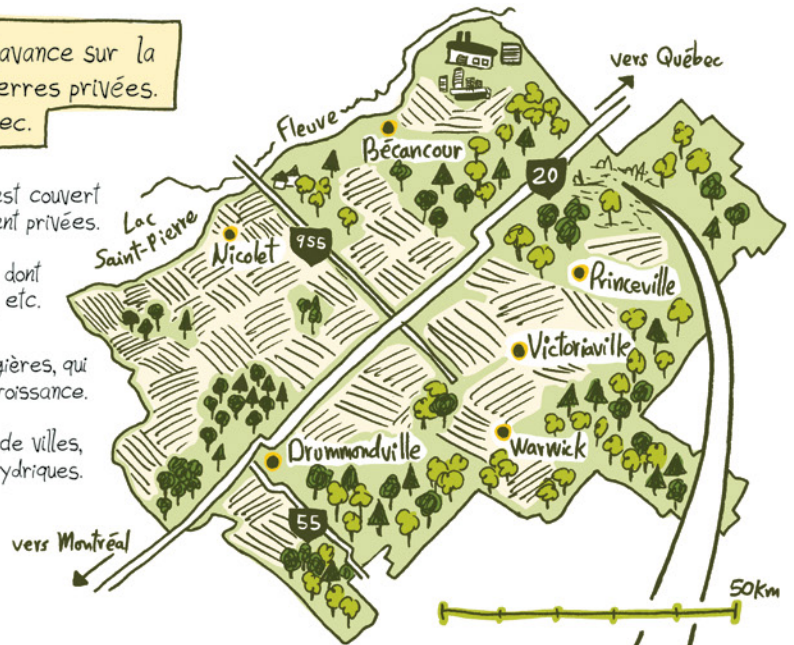 avance sur la
erres privées.
ec.
est couvert
ent privées.
dont
etc.
gières, qui
roissance.
de villes,
ydriques.
vers Québec
Fleuve
Bécancour
20
Lac
Saint-Pierre
Nicolet
955
Princeville
Victoriaville
Drummondville
Warwick
55
vers Montréal
50km